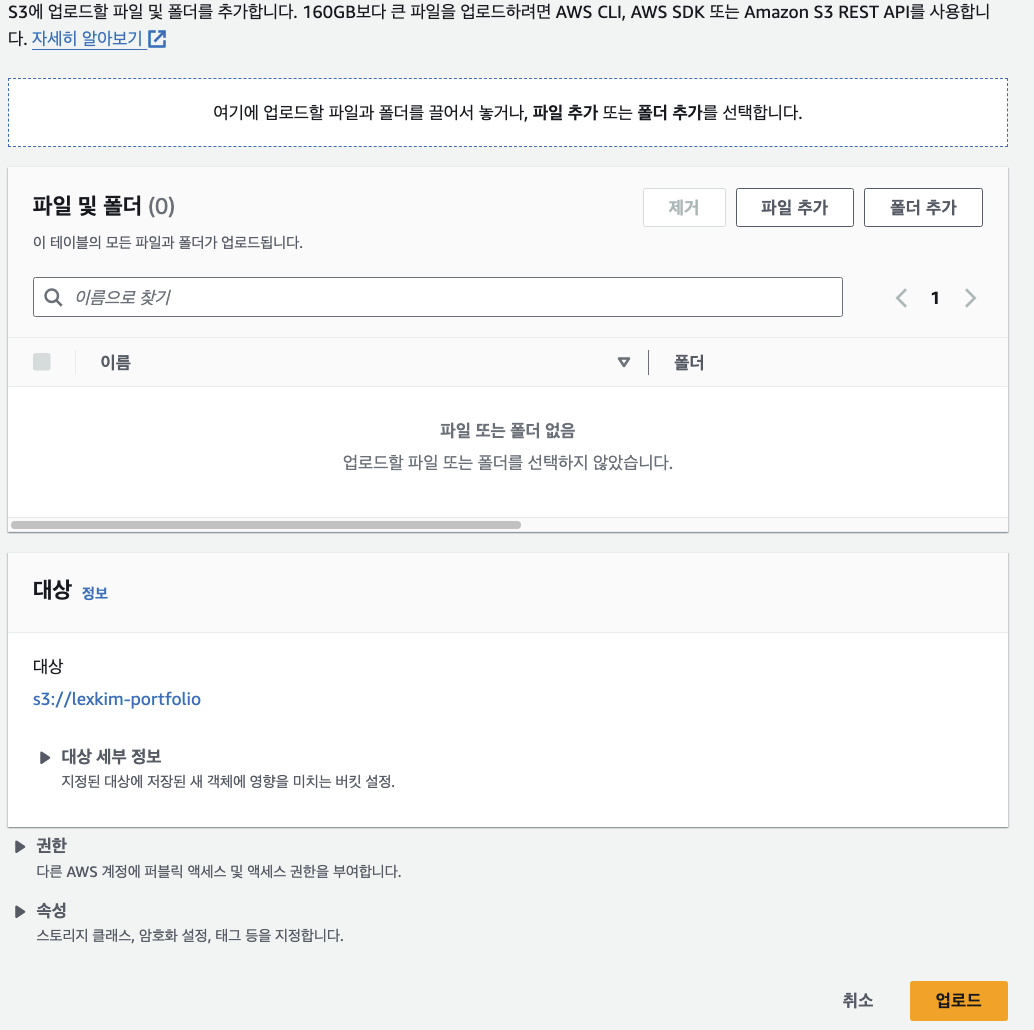 S3에 업로드할 파일 및 폴더를 추가합니다. 160GB보다 큰 파일을 업로드하려면 AWS CLI, AWS SDK 또는 Amazon S3 REST API를 사용합니
다. 자세히 알아보기
여기에 업로드할 파일과 폴더를 끌어서 놓거나, 파일 추가 또는 폴더 추가를 선택합니다.
파일 및 폴더 (0)
제거
파일 추가
폴더 추가
이 테이블의 모든 파일과 폴더가 업로드됩니다.
이름으로 찾기
1
이름
폴더
파일 또는 폴더 없음
업로드할 파일 또는 폴더를 선택하지 않았습니다.
대상 정보
대상
s3://lexkim-portfolio
대상 세부 정보
지정된 대상에 저장된 새 객체에 영향을 미치는 버킷 설정.
권한
다른 AWS 계정에 퍼블릭 액세스 및 액세스 권한을 부여합니다.
속성
스토리지 클래스, 암호화 설정, 태그 등을 지정합니다.
취소
업로드